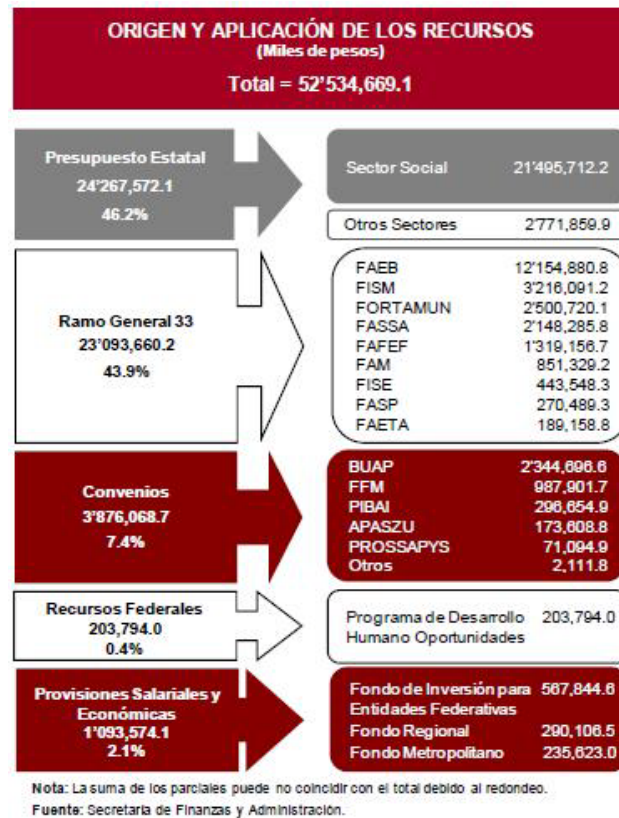 ORIGEN Y APLICACIÓN DE LOS RECURSOS
(Miles de pesos)
Total = 52'534,669.1
Presupuesto Estatal
24'267,572.1
46.2%
Sector Social 21'495,712.2
Otros Sectores 2'771,859.9
Ramo General 33
23'093,660.2
43.9%
FAEB 12'154,880.8
FISM 3'216,091.2
FORTAMUN 2'500,720.1
FASSA 2'148,285.8
FAFEF 1'319,156.7
FAM 851,329.2
FISE 443,548.3
FASP 270,489.3
FAETA 189,158.8
Convenios
3'876,068.7
7.4%
BUAP 2'344,696.6
FFM 987,901.7
PIBAI 296,654.9
APASZU 173,608.8
PROSSAPYS 71,094.9
Otros 2,111.8
Recursos Federales
203,794.0
0.4%
Programa de Desarrollo 203,794.0
Humano Oportunidades
Provisiones Salariales y
Económicas
1'093,574.1
2.1%
Fondo de Inversión para 567,844.6
Entidades Federativas
Fondo Regional 290,106.5
Fondo Metropolitano 235,623.0
Nota: La suma de los parciales puede no coincidir con el total debido al redondeo.
Fuente: Secretaría de Finanzas y Administración.